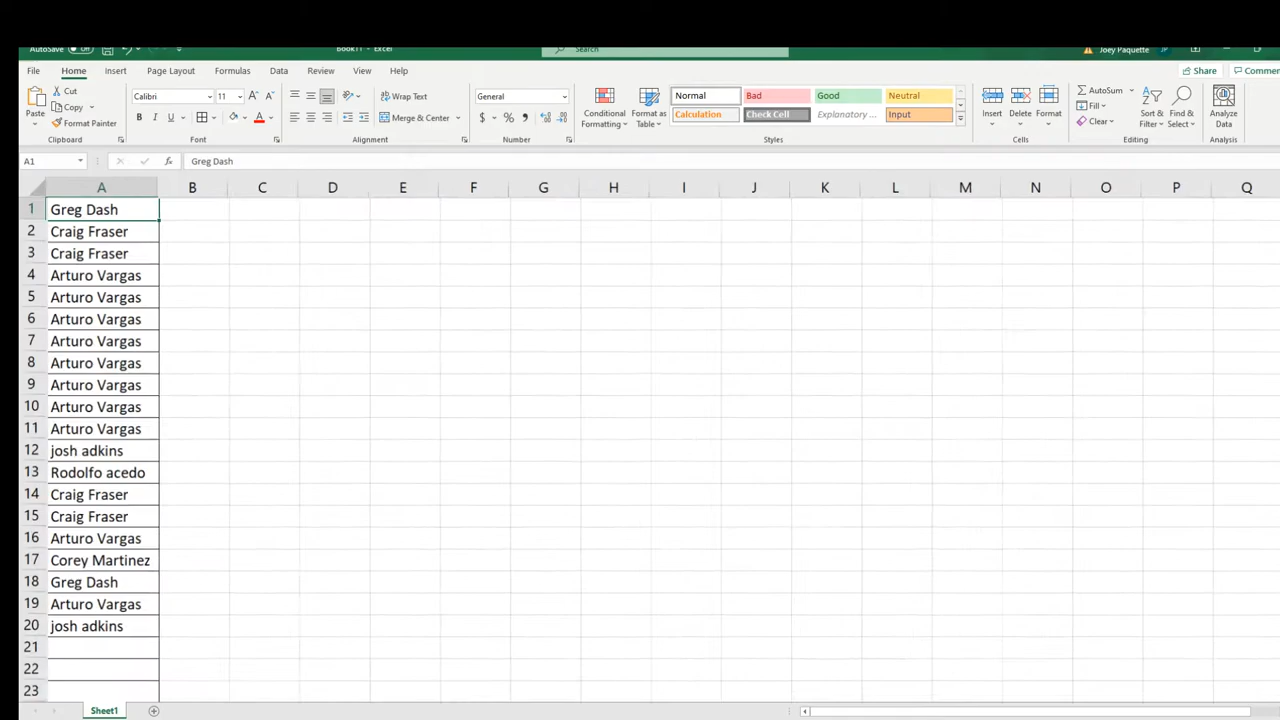 AutoSave Off Book11 - Excel Search Joey Paquette JP
File Home Insert Page Layout Formulas Data Review View Help Share Commen
Paste Cut Copy Format Painter Clipboard
Calibri 11 A A B I U A Font
ab Wrap Text Merge & Center Alignment
General $ % , Number
Conditional Formatting Format as Table
Normal Bad Good Neutral
Calculation Check Cell Explanatory ... Input
Styles
Insert Delete Format Cells
AutoSum Fill Clear Sort & Filter Find & Select Editing
Analyze Data Analysis
A1 fx Greg Dash
A B C D E F G H I J K L M N O P Q
1 Greg Dash
2 Craig Fraser
3 Craig Fraser
4 Arturo Vargas
5 Arturo Vargas
6 Arturo Vargas
7 Arturo Vargas
8 Arturo Vargas
9 Arturo Vargas
10 Arturo Vargas
11 Arturo Vargas
12 josh adkins
13 Rodolfo acedo
14 Craig Fraser
15 Craig Fraser
16 Arturo Vargas
17 Corey Martinez
18 Greg Dash
19 Arturo Vargas
20 josh adkins
21
22
23
Sheet1